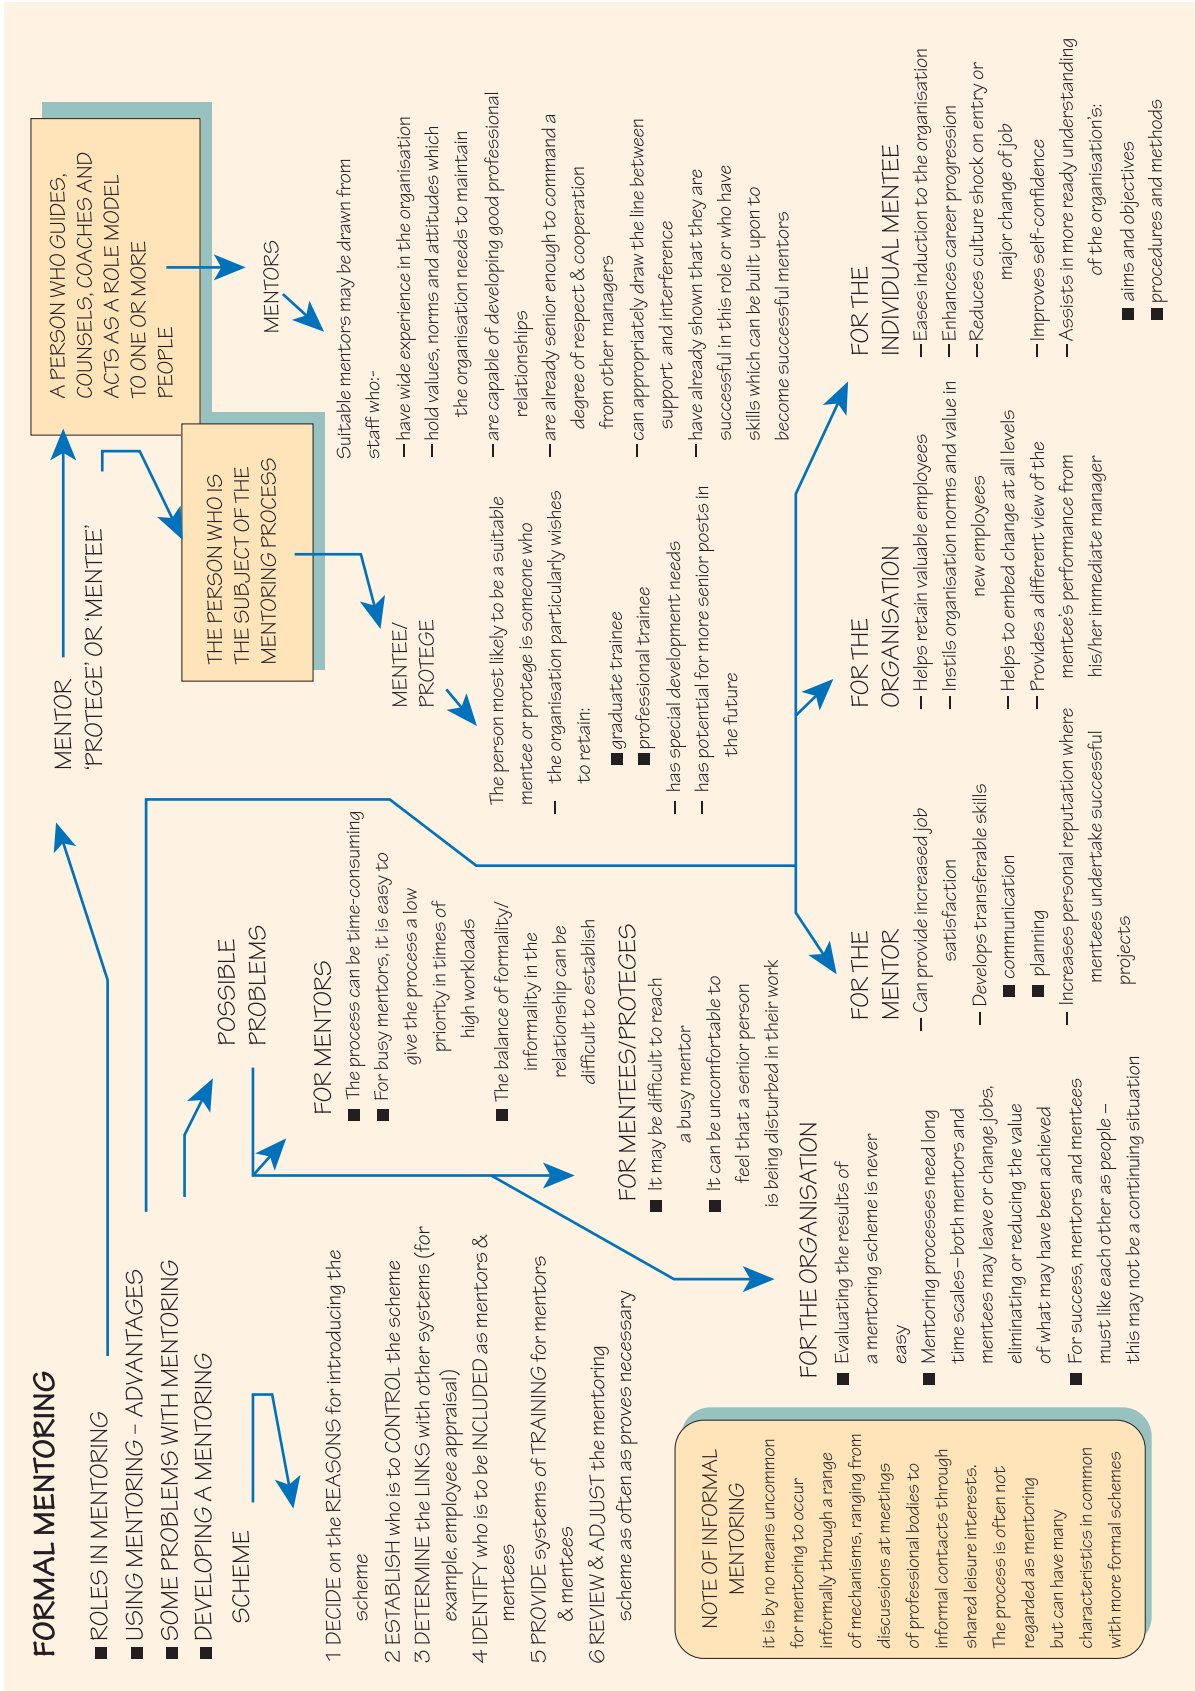 FORMAL MENTORING
■ ROLES IN MENTORING
■ USING MENTORING – ADVANTAGES
■ SOME PROBLEMS WITH MENTORING
■ DEVELOPING A MENTORING
SCHEME
1 DECIDE on the REASONS for introducing the
scheme
2 ESTABLISH who is to CONTROL the scheme
3 DETERMINE the LINKS with other systems (for
example, employee appraisal)
4 IDENTIFY who is to be INCLUDED as mentors &
mentees
5 PROVIDE systems of TRAINING for mentors
& mentees
6 REVIEW & ADJUST the mentoring
scheme as often as proves necessary
NOTE OF INFORMAL
MENTORING
it is by no means uncommon
for mentoring to occur
informally through a range
of mechanisms, ranging from
discussions at meetings
of professional bodies to
informal contacts through
shared leisure interests.
The process is often not
regarded as mentoring
but can have many
characteristics in common
with more formal schemes
POSSIBLE
PROBLEMS
FOR MENTORS
■ The process can be time-consuming
■ For busy mentors, it is easy to
give the process a low
priority in times of
high workloads
■ The balance of formality/
informality in the
relationship can be
difficult to establish
FOR MENTEES/PROTEGES
■ It may be difficult to reach
a busy mentor
■ It can be uncomfortable to
feel that a senior person
is being disturbed in their work
FOR THE ORGANISATION
■ Evaluating the results of
a mentoring scheme is never
easy
■ Mentoring processes need long
time scales – both mentors and
mentees may leave or change jobs,
eliminating or reducing the value
of what may have been achieved
■ For success, mentors and mentees
must like each other as people –
this may not be a continuing situation
MENTOR
‘PROTEGE’ OR ‘MENTEE’
A PERSON WHO GUIDES,
COUNSELS, COACHES AND
ACTS AS A ROLE MODEL
TO ONE OR MORE
PEOPLE
THE PERSON WHO IS
THE SUBJECT OF THE
MENTORING PROCESS
MENTEE/
PROTEGE
The person most likely to be a suitable
mentee or protege is someone who
– the organisation particularly wishes
to retain:
■ graduate trainee
■ professional trainee
– has special development needs
– has potential for more senior posts in
the future
MENTORS
Suitable mentors may be drawn from
staff who:-
– have wide experience in the organisation
– hold values, norms and attitudes which
the organisation needs to maintain
– are capable of developing good professional
relationships
– are already senior enough to command a
degree of respect & cooperation
from other managers
– can appropriately draw the line between
support and interference
– have already shown that they are
successful in this role or who have
skills which can be built upon to
become successful mentors
FOR THE
MENTOR
– Can provide increased job
satisfaction
– Develops transferable skills
■ communication
■ planning
– Increases personal reputation where
mentees undertake successful
projects
FOR THE
ORGANISATION
– Helps retain valuable employees
– Instils organisation norms and value in
new employees
– Helps to embed change at all levels
– Provides a different view of the
mentee's performance from
his/her immediate manager
FOR THE
INDIVIDUAL MENTEE
– Eases induction to the organisation
– Enhances career progression
– Reduces culture shock on entry or
major change of job
– Improves self-confidence
– Assists in more ready understanding
of the organisation's:
■ aims and objectives
■ procedures and methods